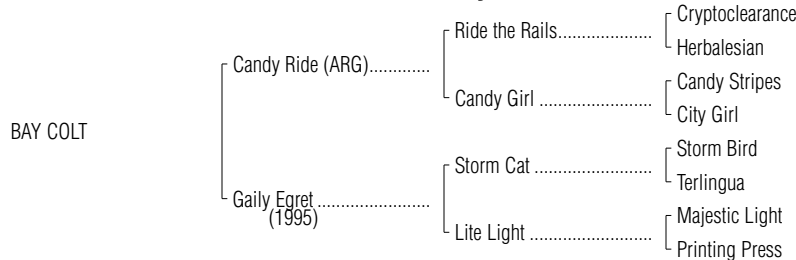 Cryptoclearance
Ride the Rails....................
Herbalesian
Candy Ride (ARG).............
Candy Stripes
Candy Girl ........................
City Girl
BAY COLT
Storm Bird
Storm Cat .........................
Terlingua
Gaily Egret ........................
(1995)
Majestic Light
Lite Light ..........................
Printing Press